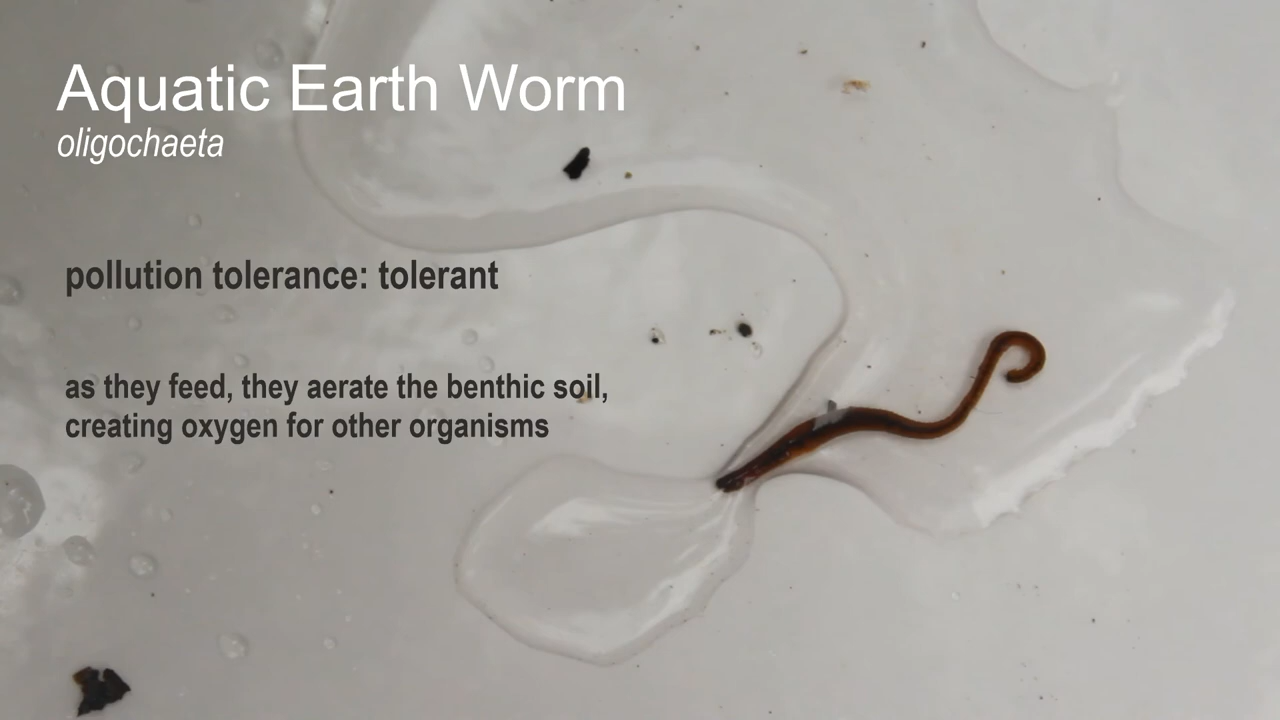 Aquatic Earth Worm
oligochaeta
pollution tolerance: tolerant
as they feed, they aerate the benthic soil,
creating oxygen for other organisms